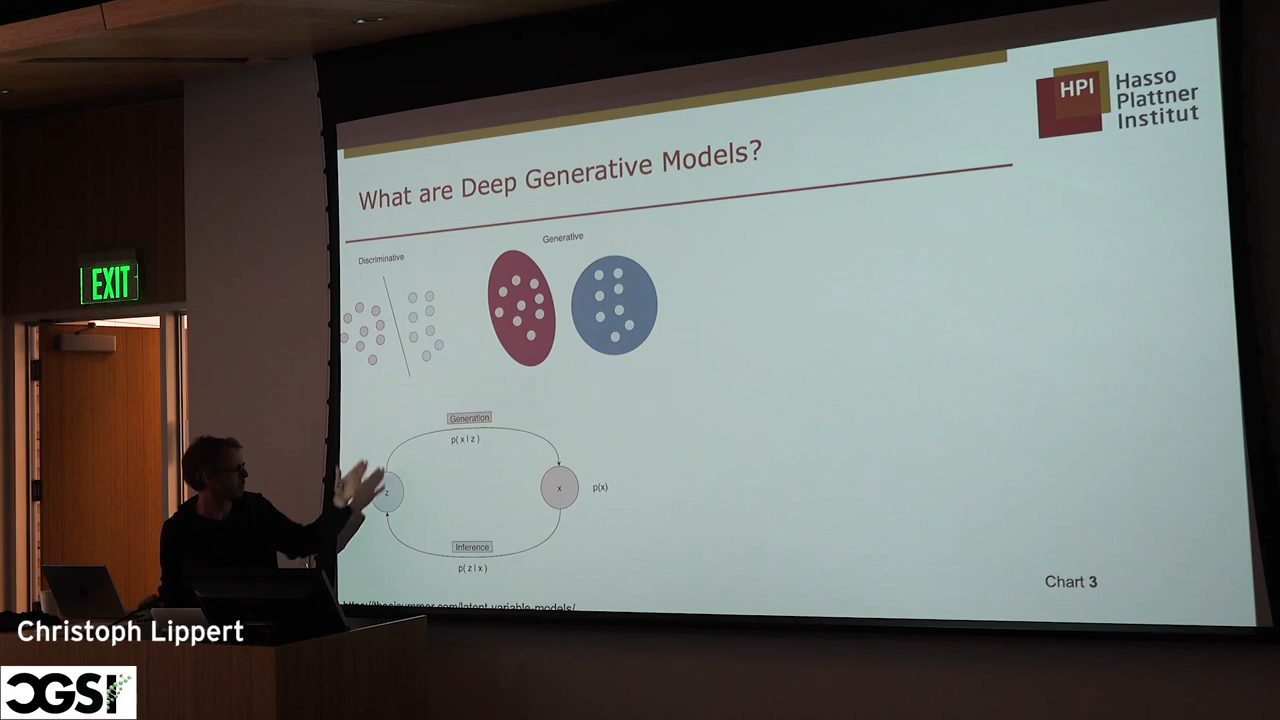 HPI
Hasso
Plattner
Institut
What are Deep Generative Models?
Discriminative
Generative
EXIT
Generation
p( x | z )
z
x
p(x)
Inference
p( z | x )
Chart 3
Christoph Lippert
CGSI